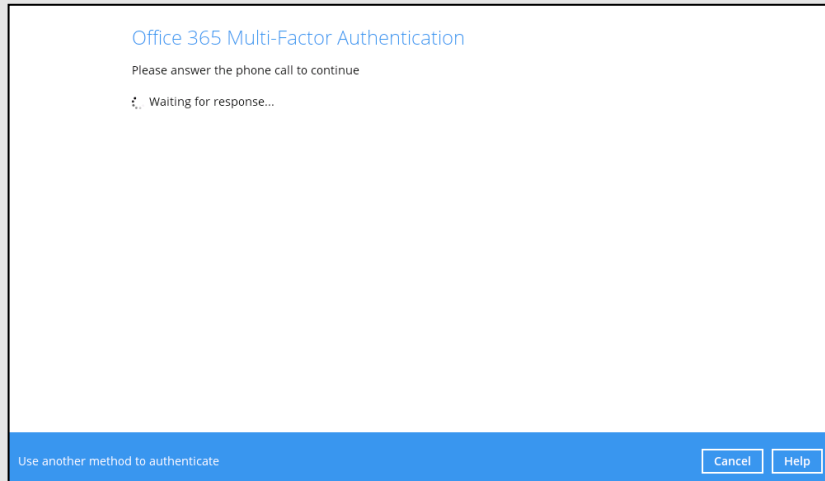 Office 365 Multi-Factor Authentication
Please answer the phone call to continue
Waiting for response...
Use another method to authenticate
Cancel
Help